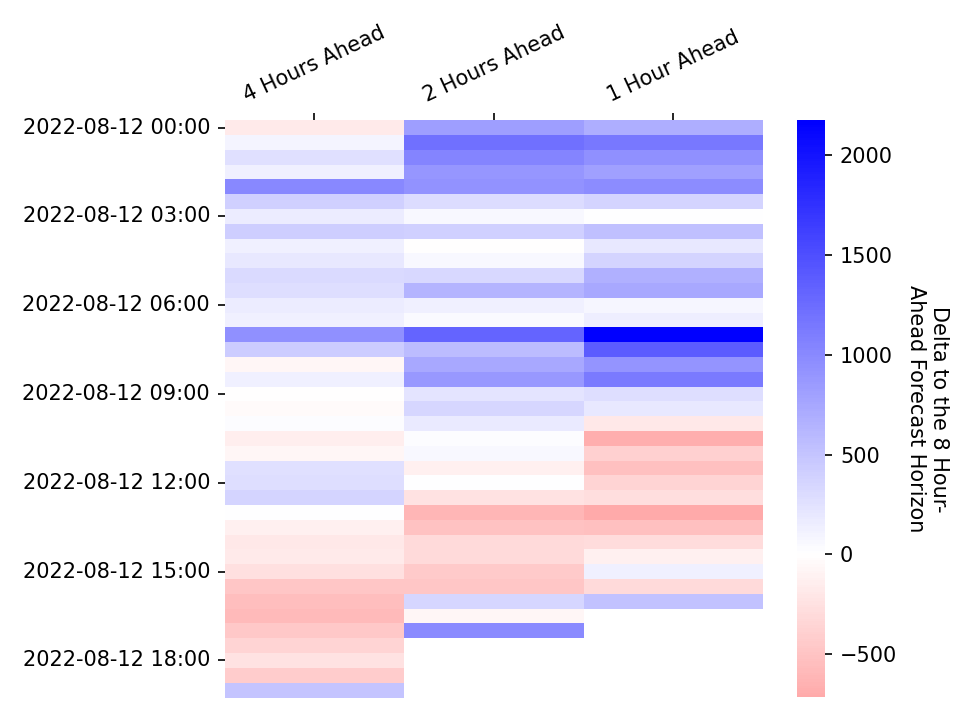 4 Hours Ahead
2 Hours Ahead
1 Hour Ahead
2022-08-12 00:00
2022-08-12 03:00
2022-08-12 06:00
2022-08-12 09:00
2022-08-12 12:00
2022-08-12 15:00
2022-08-12 18:00
2000
1500
1000
500
0
−500
Delta to the 8 Hour-
Ahead Forecast Horizon